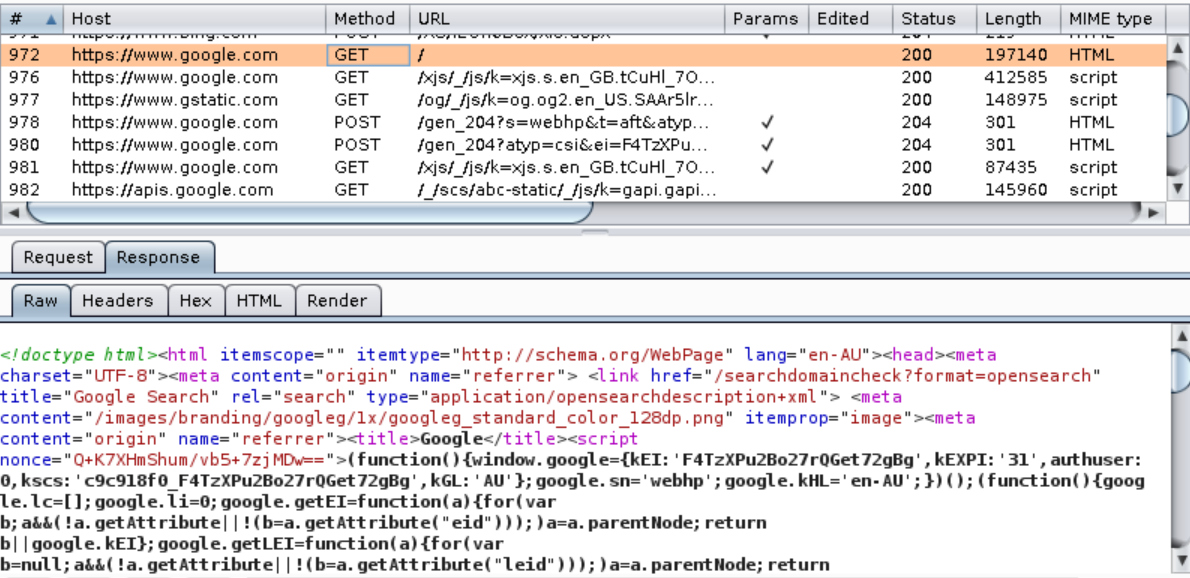 # Host Method URL Params Edited Status Length MIME type
972 https://www.google.com GET / 200 197140 HTML
976 https://www.google.com GET /xjs/_/js/k=xjs.s.en_GB.tCuHl_7O... 200 412585 script
977 https://www.gstatic.com GET /og/_/js/k=og.og2.en_US.SAAr5lr... 200 148975 script
978 https://www.google.com POST /gen_204?s=webhp&t=aft&atyp... ✓ 204 301 HTML
980 https://www.google.com POST /gen_204?atyp=csi&ei=F4TzXPu... ✓ 204 301 HTML
981 https://www.google.com GET /xjs/_/js/k=xjs.s.en_GB.tCuHl_7O... ✓ 200 87435 script
982 https://apis.google.com GET /_/scs/abc-static/_/js/k=gapi.gapi... 200 145960 script
Request Response
Raw Headers Hex HTML Render
<!doctype html><html itemscope="" itemtype="http://schema.org/WebPage" lang="en-AU"><head><meta
charset="UTF-8"><meta content="origin" name="referrer"> <link href="/searchdomaincheck?format=opensearch"
title="Google Search" rel="search" type="application/opensearchdescription+xml"> <meta
content="/images/branding/googleg/1x/googleg_standard_color_128dp.png" itemprop="image"><meta
content="origin" name="referrer"><title>Google</title><script
nonce="Q+K7XHmShum/vb5+7zjMDw==">(function(){window.google={kEI:'F4TzXPu2Bo27rQGet72gBg',kEXPI:'31',authuser:
0,kscs:'c9c918f0_F4TzXPu2Bo27rQGet72gBg',kGL:'AU'};google.sn='webhp';google.kHL='en-AU';})();(function(){goog
le.lc=[];google.li=0;google.getEI=function(a){for(var
b;a&&(!a.getAttribute||!(b=a.getAttribute("eid")));)a=a.parentNode;return
b||google.kEI};google.getLEI=function(a){for(var
b=null;a&&(!a.getAttribute||!(b=a.getAttribute("leid")));)a=a.parentNode;return